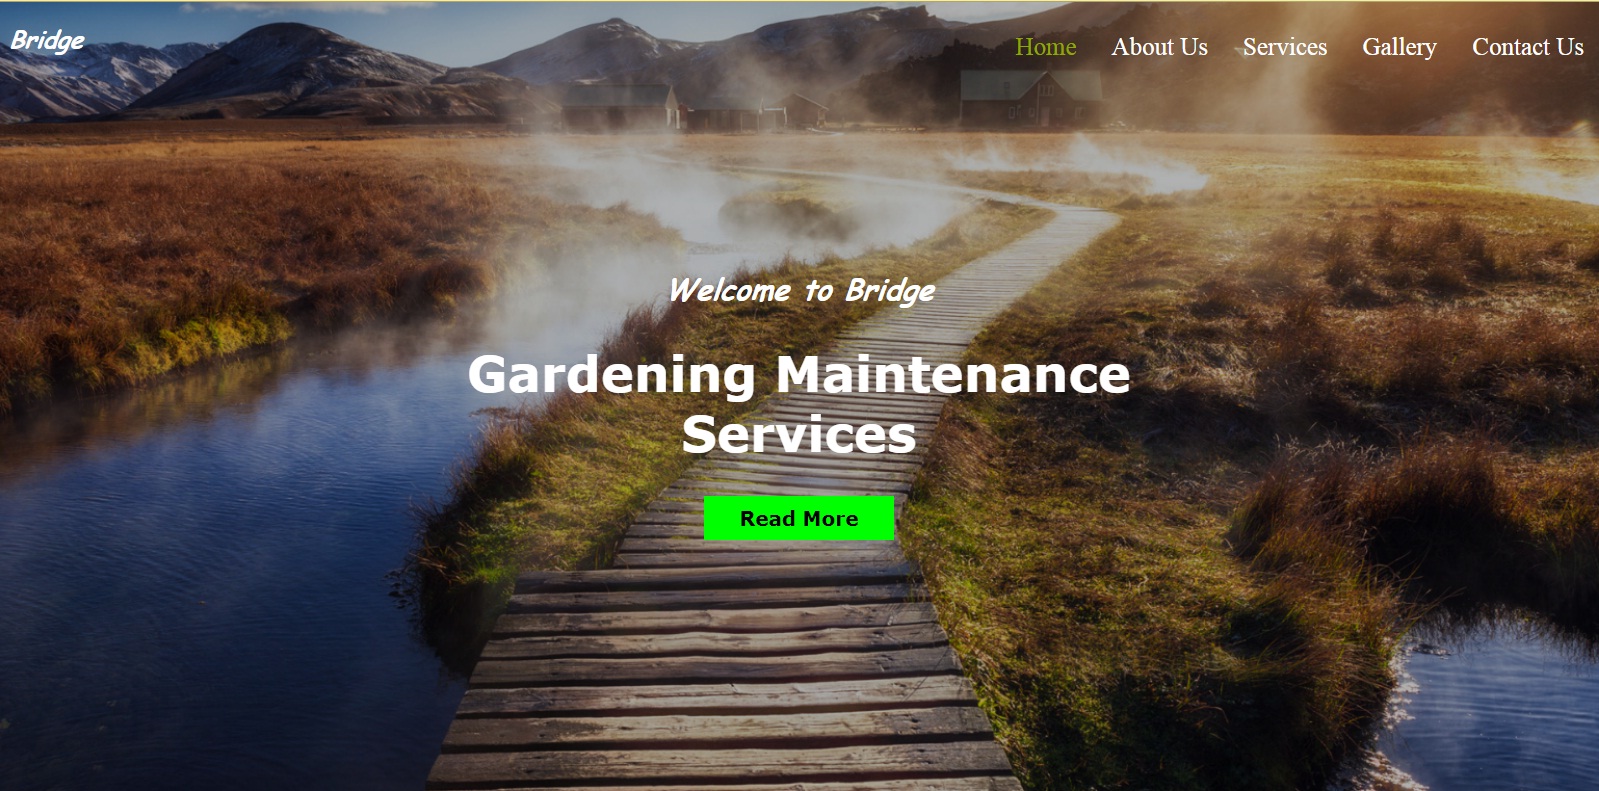 Bridge
Home About Us Services Gallery Contact Us
Welcome to Bridge
Gardening Maintenance
Services
Read More